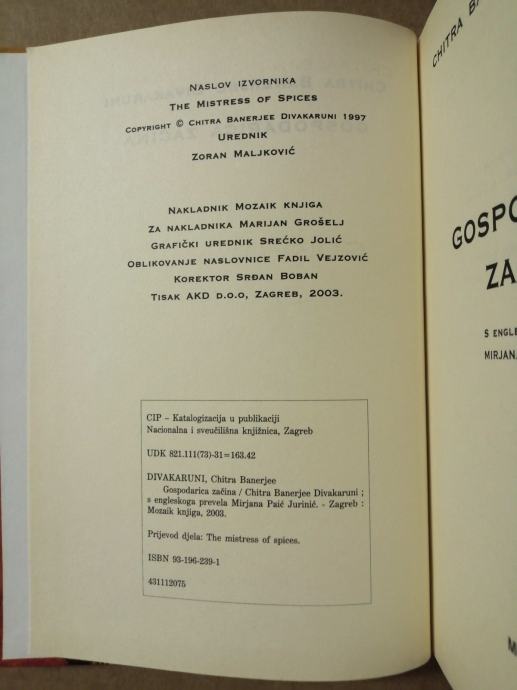 NASLOV IZVORNIKA
THE MISTRESS OF SPICES
COPYRIGHT © CHITRA BANERJEE DIVAKARUNI 1997
UREDNIK
ZORAN MALJKOVIĆ
NAKLADNIK MOZAIK KNJIGA
ZA NAKLADNIKA MARIJAN GROŠELJ
GRAFIČKI UREDNIK SREĆKO JOLIĆ
OBLIKOVANJE NASLOVNICE FADIL VEJZOVIĆ
KOREKTOR SRĐAN BOBAN
TISAK AKD D.O.O, ZAGREB, 2003.
CIP – Katalogizacija u publikaciji
Nacionalna i sveučilišna knjižnica, Zagreb
UDK 821.111(73)-31=163.42
DIVAKARUNI, Chitra Banerjee
Gospodarica začina / Chitra Banerjee Divakaruni ;
s engleskoga prevela Mirjana Paić Jurinić. - Zagreb :
Mozaik knjiga, 2003.
Prijevod djela: The mistress of spices.
ISBN 93-196-239-1
431112075
CHITRA BA
GOSPO
ZA
S ENGLE
MIRJAN